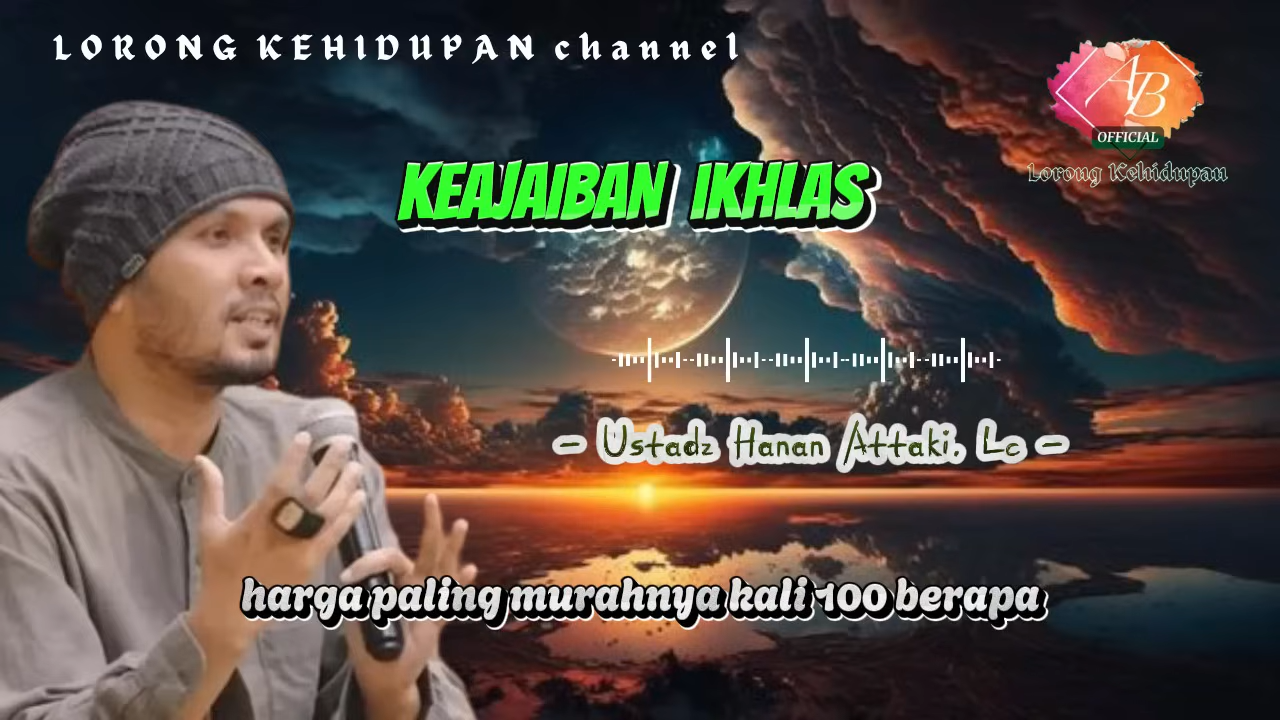 LORONG KEHIDUPAN channel
AB
OFFICIAL
Lorong Kehidupan
KEAJAIBAN IKHLAS
- Ustadz Hanan Attaki. Lc -
harga paling murahnya kali 100 berapa